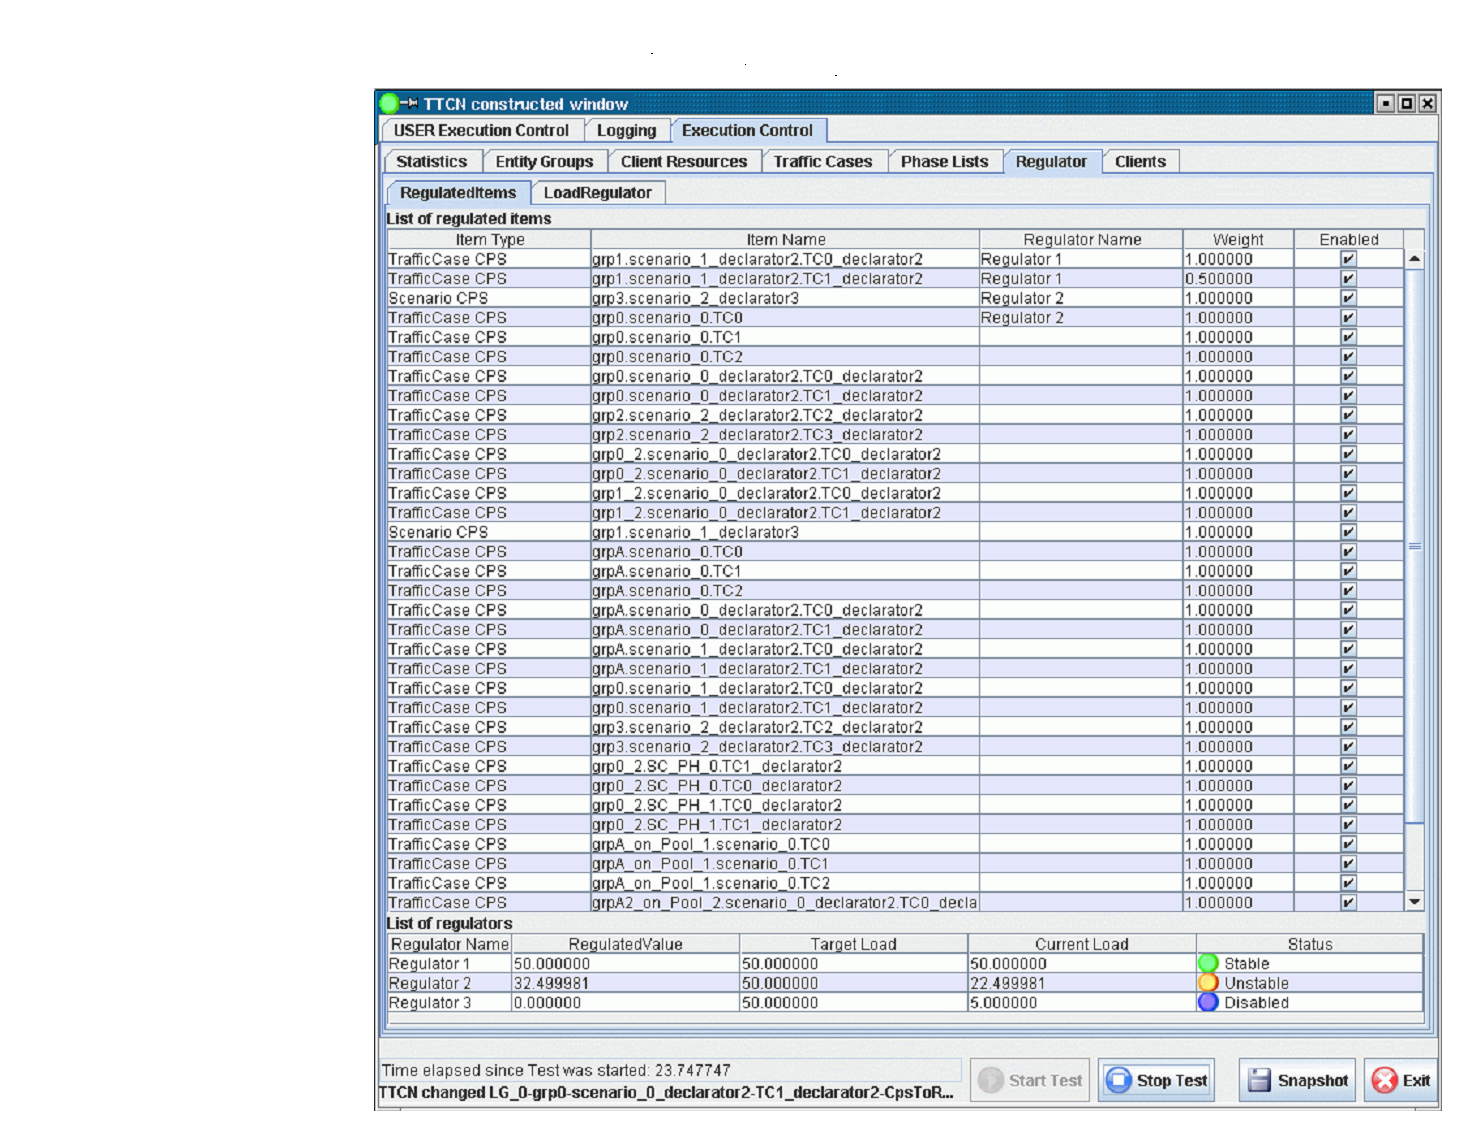 TTCN constructed window
USER Execution Control Logging Execution Control
Statistics Entity Groups Client Resources Traffic Cases Phase Lists Regulator Clients
RegulatedItems LoadRegulator
List of regulated items
Item Type Item Name Regulator Name Weight Enabled
TrafficCase CPS grp1.scenario_1_declarator2.TC0_declarator2 Regulator 1 1.000000
TrafficCase CPS grp1.scenario_1_declarator2.TC1_declarator2 Regulator 1 0.500000
Scenario CPS grp3.scenario_2_declarator3 Regulator 2 1.000000
TrafficCase CPS grp0.scenario_0.TC0 Regulator 2 1.000000
TrafficCase CPS grp0.scenario_0.TC1 1.000000
TrafficCase CPS grp0.scenario_0.TC2 1.000000
TrafficCase CPS grp0.scenario_0_declarator2.TC0_declarator2 1.000000
TrafficCase CPS grp0.scenario_0_declarator2.TC1_declarator2 1.000000
TrafficCase CPS grp2.scenario_2_declarator2.TC2_declarator2 1.000000
TrafficCase CPS grp2.scenario_2_declarator2.TC3_declarator2 1.000000
TrafficCase CPS grp0_2.scenario_0_declarator2.TC0_declarator2 1.000000
TrafficCase CPS grp0_2.scenario_0_declarator2.TC1_declarator2 1.000000
TrafficCase CPS grp1_2.scenario_0_declarator2.TC0_declarator2 1.000000
TrafficCase CPS grp1_2.scenario_0_declarator2.TC1_declarator2 1.000000
Scenario CPS grp1.scenario_1_declarator3 1.000000
TrafficCase CPS grpA.scenario_0.TC0 1.000000
TrafficCase CPS grpA.scenario_0.TC1 1.000000
TrafficCase CPS grpA.scenario_0.TC2 1.000000
TrafficCase CPS grpA.scenario_0_declarator2.TC0_declarator2 1.000000
TrafficCase CPS grpA.scenario_0_declarator2.TC1_declarator2 1.000000
TrafficCase CPS grpA.scenario_1_declarator2.TC0_declarator2 1.000000
TrafficCase CPS grpA.scenario_1_declarator2.TC1_declarator2 1.000000
TrafficCase CPS grp0.scenario_1_declarator2.TC0_declarator2 1.000000
TrafficCase CPS grp0.scenario_1_declarator2.TC1_declarator2 1.000000
TrafficCase CPS grp3.scenario_2_declarator2.TC2_declarator2 1.000000
TrafficCase CPS grp3.scenario_2_declarator2.TC3_declarator2 1.000000
TrafficCase CPS grp0_2.SC_PH_0.TC1_declarator2 1.000000
TrafficCase CPS grp0_2.SC_PH_0.TC0_declarator2 1.000000
TrafficCase CPS grp0_2.SC_PH_1.TC0_declarator2 1.000000
TrafficCase CPS grp0_2.SC_PH_1.TC1_declarator2 1.000000
TrafficCase CPS grpA_on_Pool_1.scenario_0.TC0 1.000000
TrafficCase CPS grpA_on_Pool_1.scenario_0.TC1 1.000000
TrafficCase CPS grpA_on_Pool_1.scenario_0.TC2 1.000000
TrafficCase CPS grpA2_on_Pool_2.scenario_0_declarator2.TC0_decla 1.000000
List of regulators
Regulator Name RegulatedValue Target Load Current Load Status
Regulator 1 50.000000 50.000000 50.000000 Stable
Regulator 2 32.499981 50.000000 22.499981 Unstable
Regulator 3 0.000000 50.000000 5.000000 Disabled
Time elapsed since Test was started: 23.747747
TTCN changed LG_0-grp0-scenario_0_declarator2-TC1_declarator2-CpsToR...
Start Test Stop Test Snapshot Exit